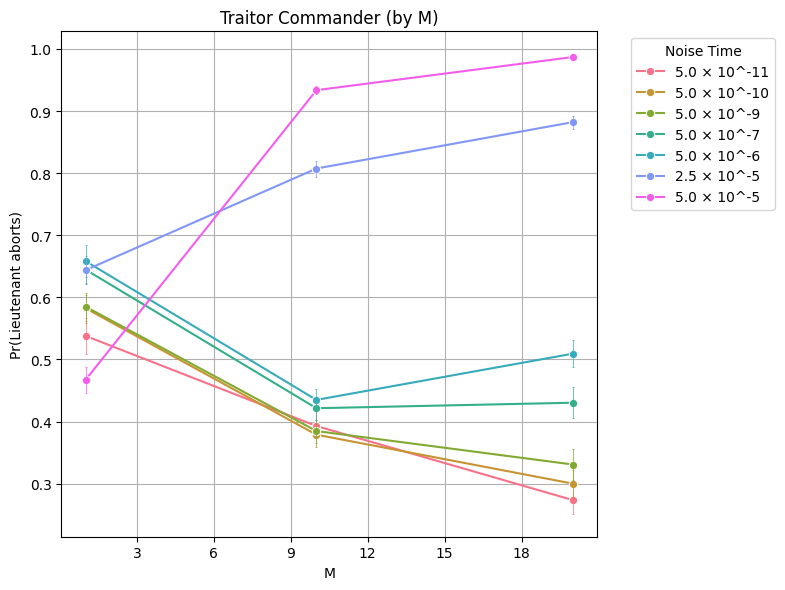 Traitor Commander (by M)
Pr(Lieutenant aborts)
1.0
0.9
0.8
0.7
0.6
0.5
0.4
0.3
3 6 9 12 15 18
M
Noise Time
5.0 × 10^-11
5.0 × 10^-10
5.0 × 10^-9
5.0 × 10^-7
5.0 × 10^-6
2.5 × 10^-5
5.0 × 10^-5